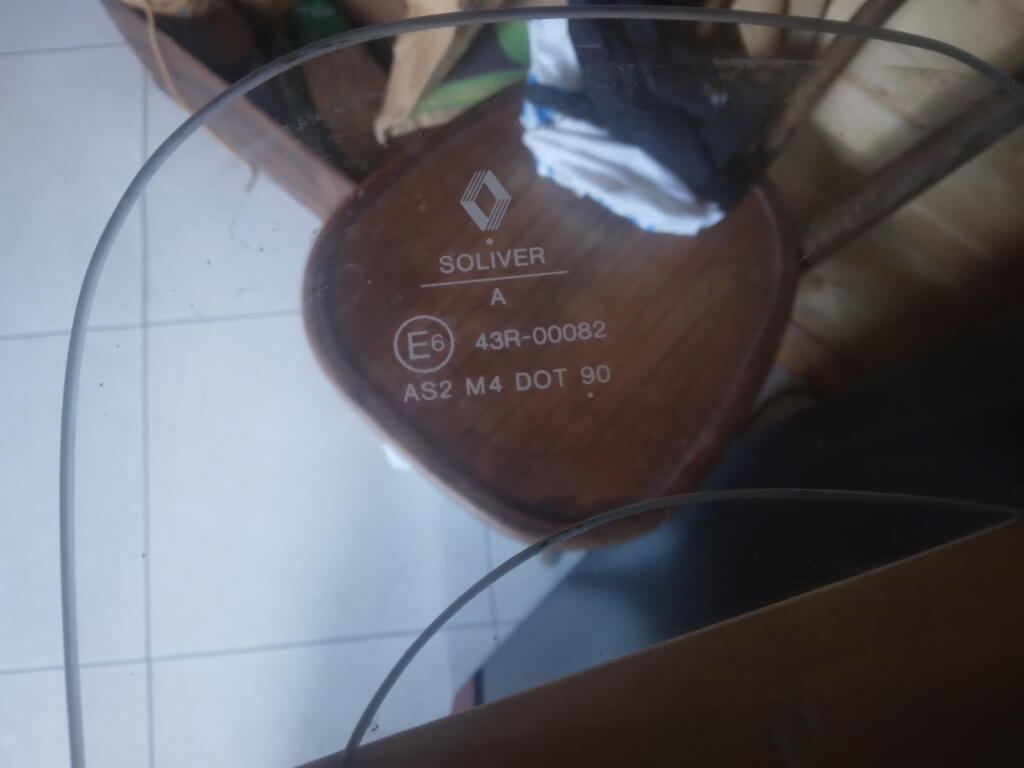 SOLIVER
A
E6 43R-00082
AS2 M4 DOT 90